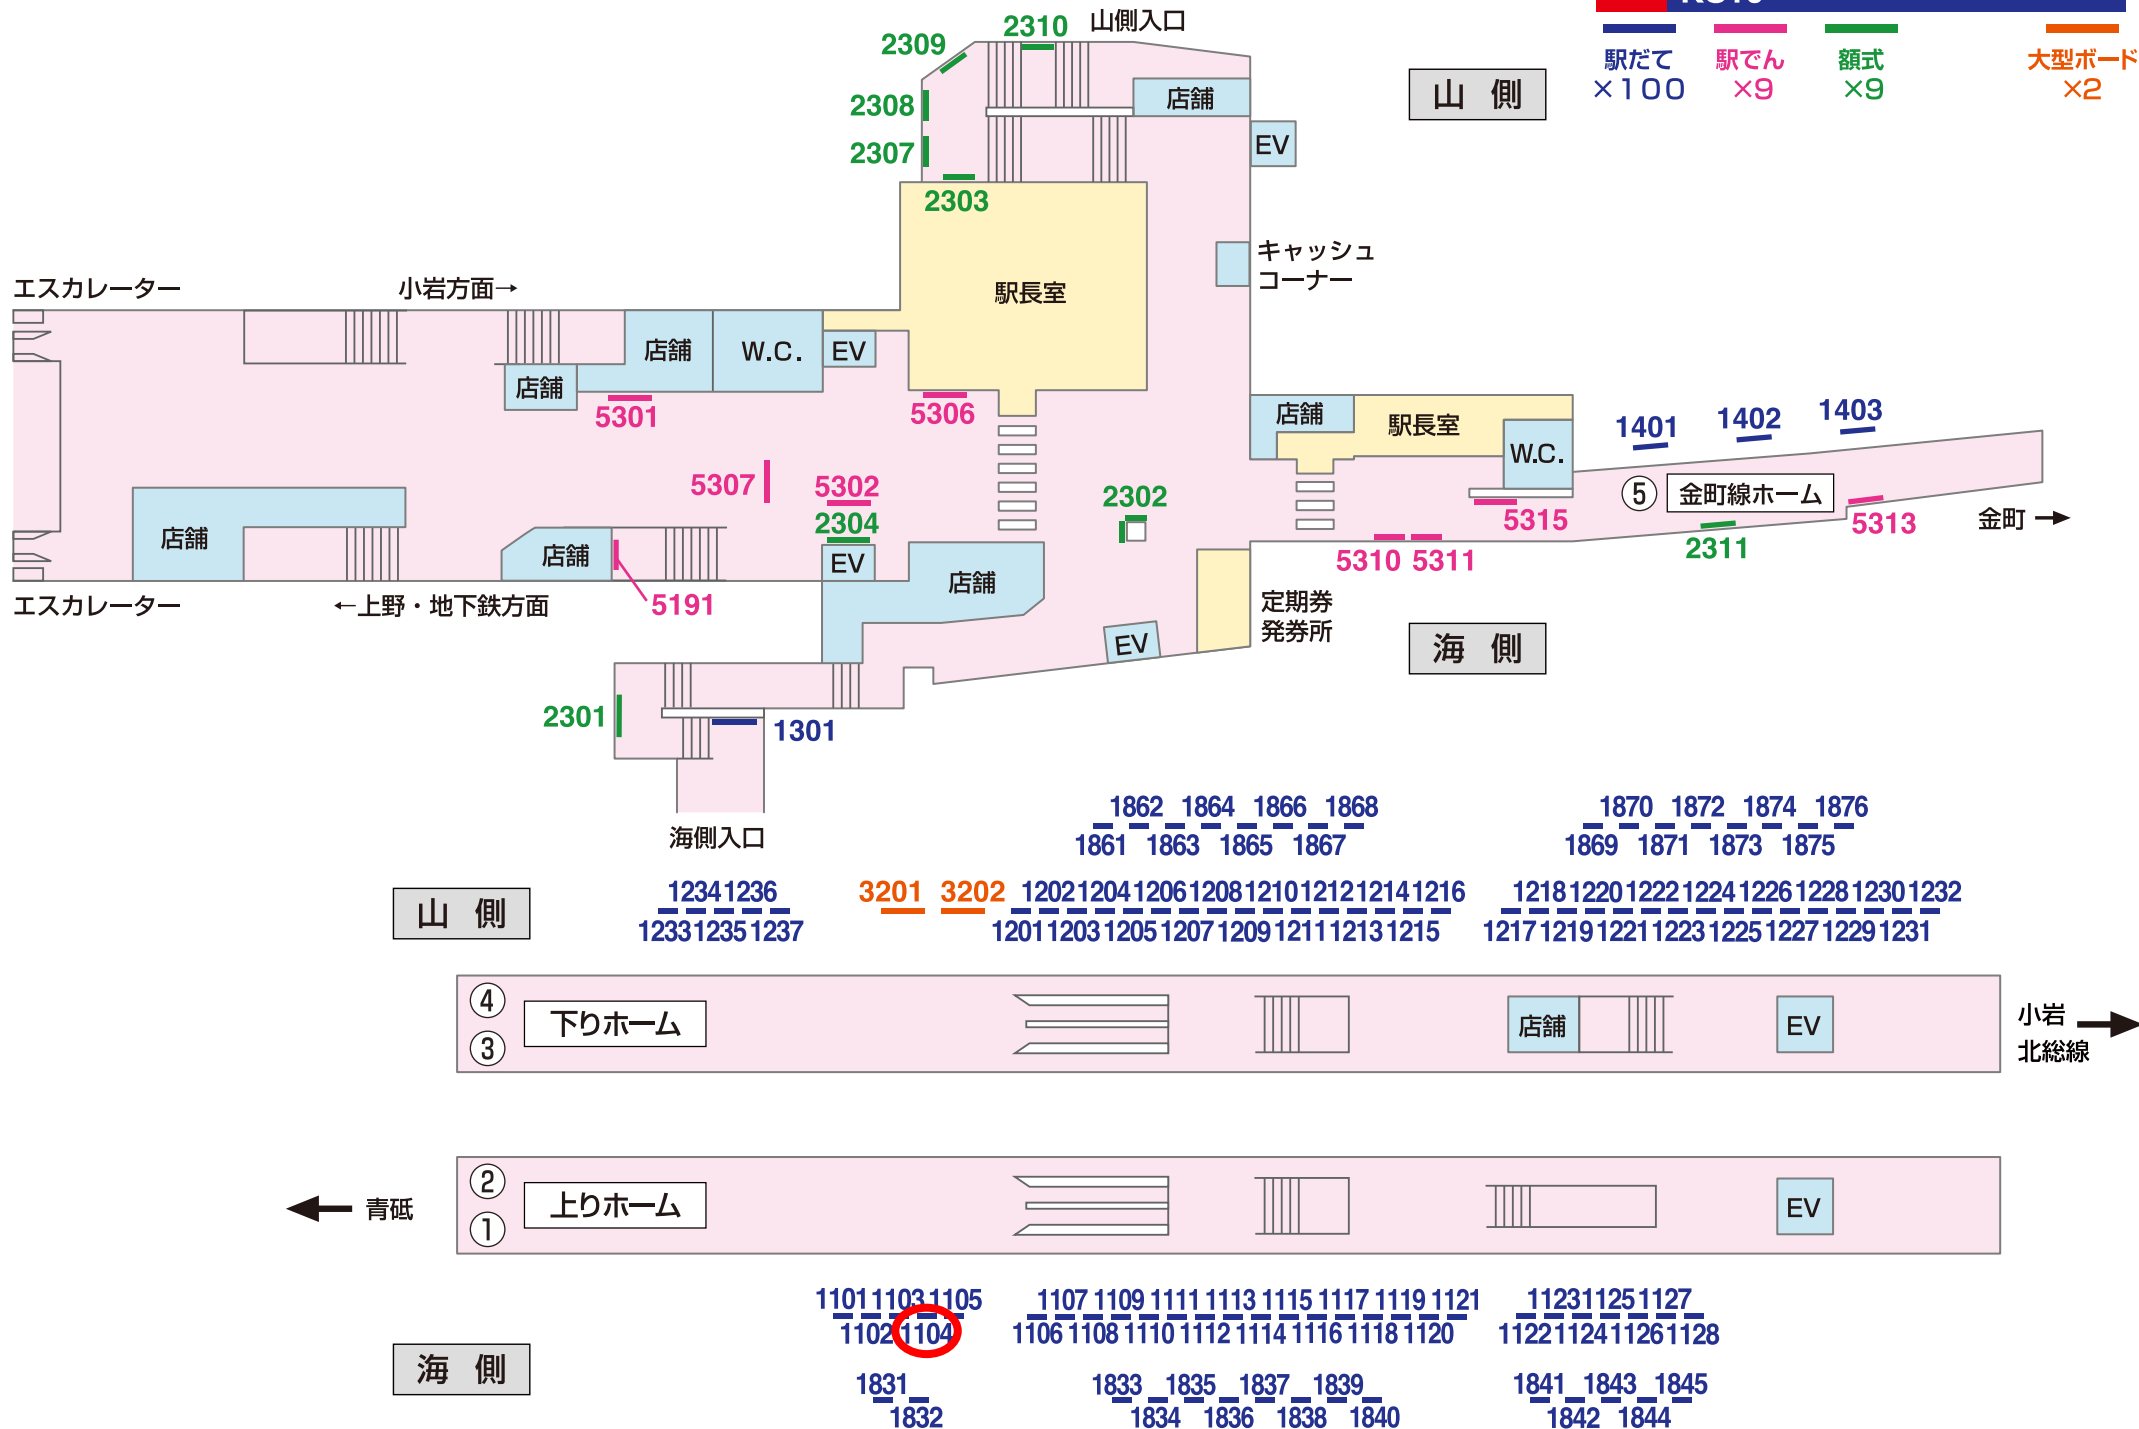 駅だて 駅でん 額式 大型ボード
×100 ×9 ×9 ×2
山側入口
2310
2309
山 側
2308
店舗
EV
2307
2303
キャッシュ
コーナー
エスカレーター
小岩方面→
駅長室
店舗
W.C.
EV
店舗
5301
5306
店舗
駅長室
W.C.
1401
1402
1403
5307
5302
2304
2302
⑤ 金町線ホーム
5315
5313
金町→
店舗
店舗
EV
店舗
5310
5311
2311
エスカレーター
←上野・地下鉄方面
5191
定期券
発券所
EV
海 側
2301
1301
海側入口
1862 1864 1866 1868 1870 1872 1874 1876
1861 1863 1865 1867 1869 1871 1873 1875
山 側
1234 1236 3201 3202 1202 1204 1206 1208 1210 1212 1214 1216 1218 1220 1222 1224 1226 1228 1230 1232
1233 1235 1237 1201 1203 1205 1207 1209 1211 1213 1215 1217 1219 1221 1223 1225 1227 1229 1231
④
③
下りホーム
店舗
EV
小岩
北総線
②
①
上りホーム
EV
青砥
1101 1103 1105 1107 1109 1111 1113 1115 1117 1119 1121 1123 1125 1127
1102 1104 1106 1108 1110 1112 1114 1116 1118 1120 1122 1124 1126 1128
海 側
1831 1833 1835 1837 1839 1841 1843 1845
1832 1834 1836 1838 1840 1842 1844